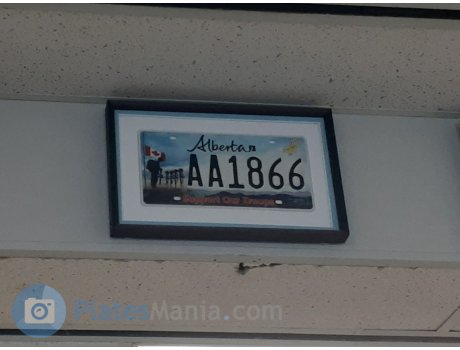 Alberta
AA1866
Support Our Troops
PlatesMania.com